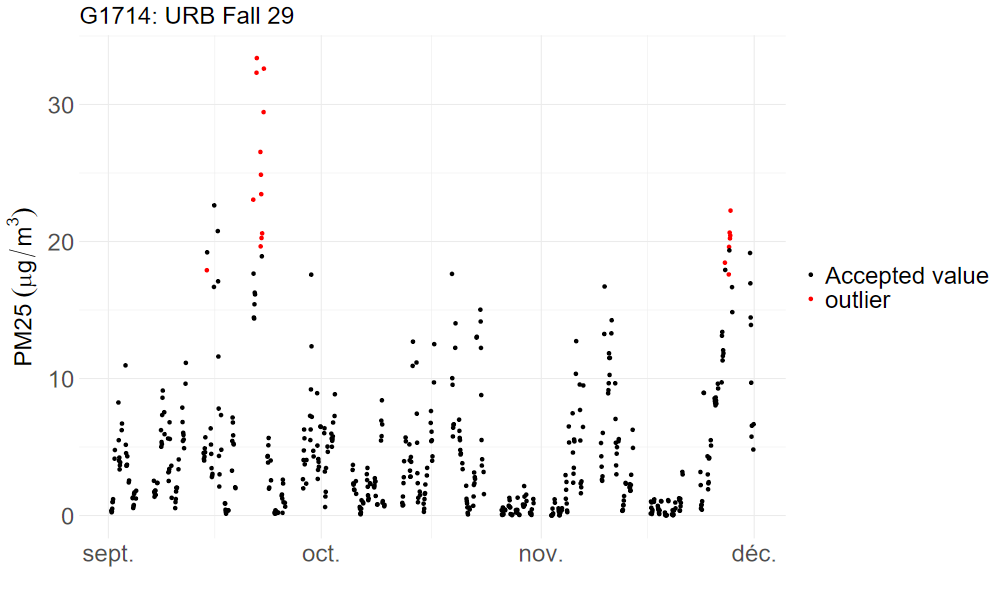 G1714: URB Fall 29
PM25 (μg/m³)
30
20
10
0
sept.
oct.
nov.
déc.
Accepted value
outlier